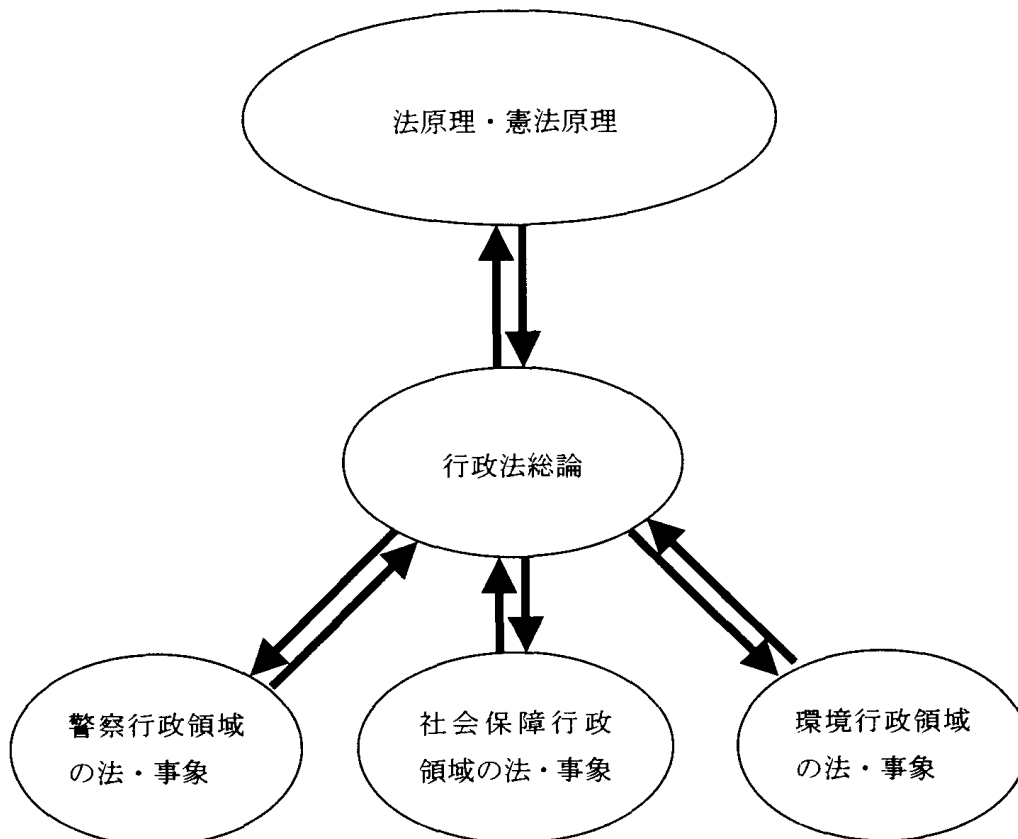 法原理・憲法原理
行政法総論
警察行政領域
の法・事象
社会保障行政
領域の法・事象
環境行政領域
の法・事象